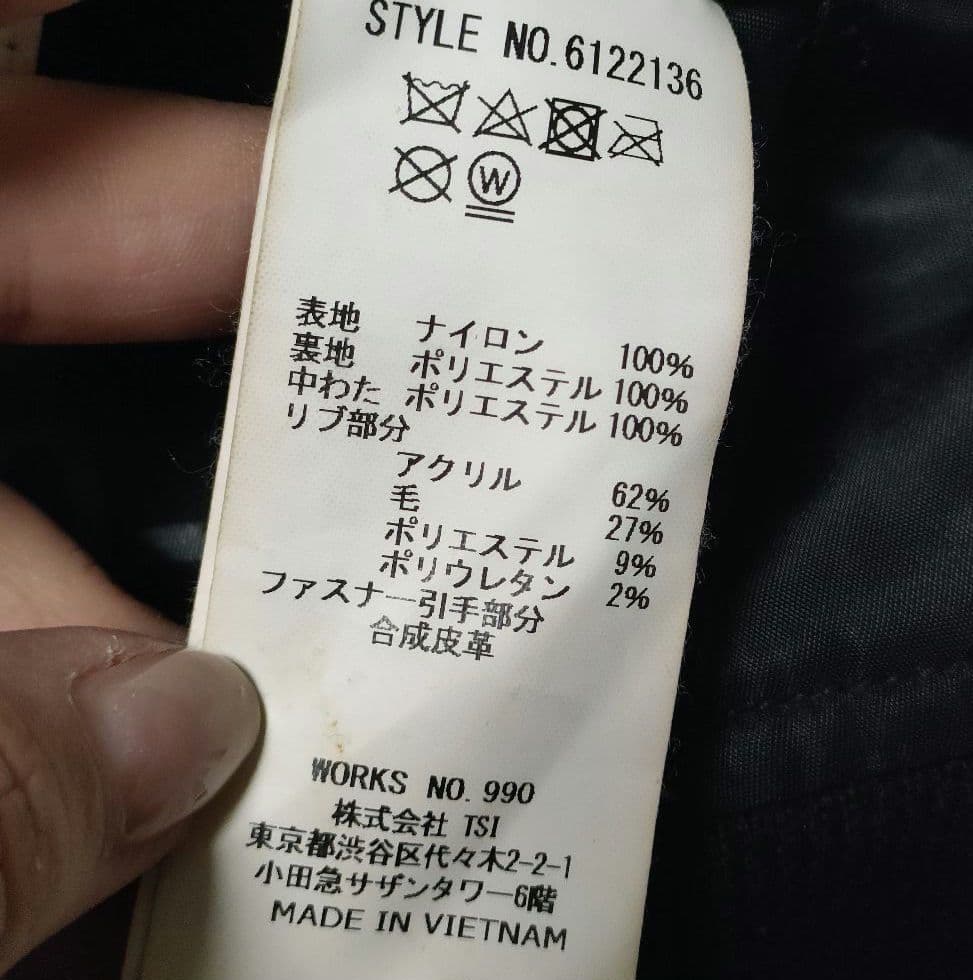 STYLE NO.6122136
W
表地 ナイロン 100%
裏地 ポリエステル 100%
中わた ポリエステル 100%
リブ部分
アクリル 62%
毛 27%
ポリエステル 9%
ポリウレタン 2%
ファスナー引手部分
合成皮革
WORKS NO. 990
株式会社 TSI
東京都渋谷区代々木2-2-1
小田急サザンタワー6階
MADE IN VIETNAM